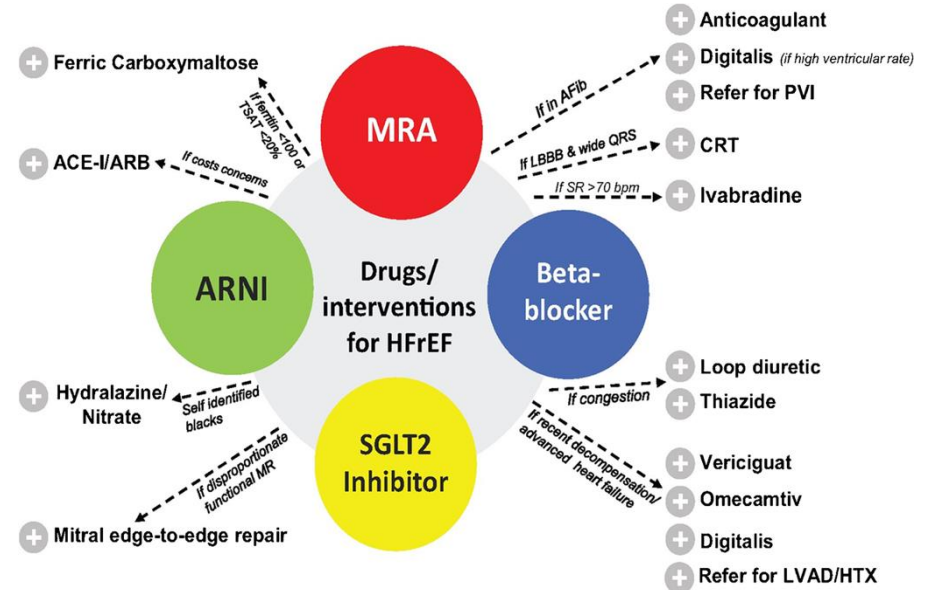 Anticoagulant
Ferric Carboxymaltose
Digitalis (if high ventricular rate)
If ferritin <100 or
TSAT <20%
MRA
If in AFib
Refer for PVI
ACE-I/ARB
If costs concerns
If LBBB & wide QRS
CRT
If SR >70 bpm
Ivabradine
ARNI
Drugs/
interventions
for HFrEF
Beta-
blocker
Hydralazine/
Nitrate
Self identified
blacks
If congestion
Loop diuretic
Thiazide
If disproportionate
functional MR
SGLT2
Inhibitor
If recent decompensation/
advanced heart failure
Vericiguat
Omecamtiv
Mitral edge-to-edge repair
Digitalis
Refer for LVAD/HTX